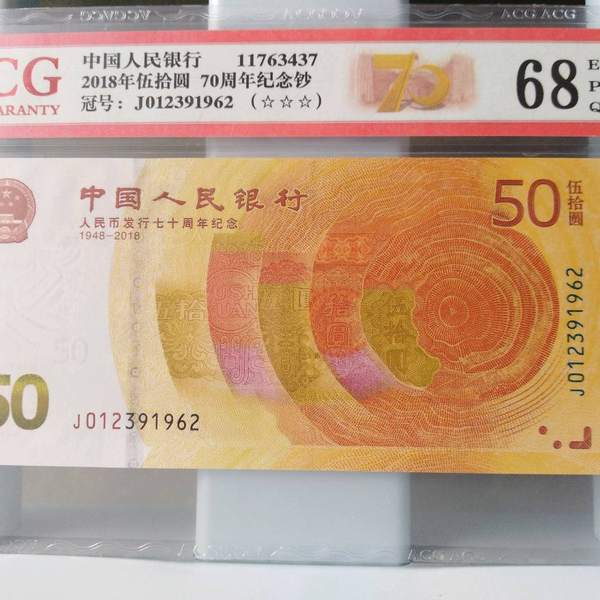 ACG ACG
CG
ARANTY
中国人民银行 11763437
2018年伍拾圆 70周年纪念钞
冠号: J012391962 (☆☆☆)
70
68
E
P
Q
中国人民银行
人民币发行七十周年纪念
1948-2018
50
伍拾圆
50
伍拾圆
J012391962
50
J012391962
ACG ACG